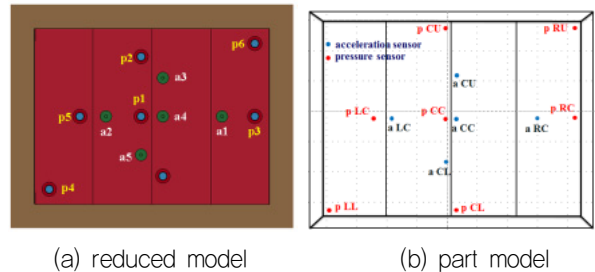 p6
p2
a3
p1
p5
a2
a4
a1
p3
a5
p4
p CU
p RU
acceleration sensor
pressure sensor
a CU
p LC
p CC
p RC
a LC
a CC
a RC
a CL
p LL
p CL
(a) reduced model
(b) part model